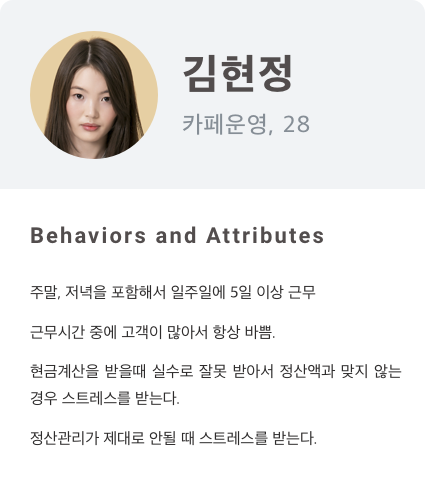 김현정
카페운영, 28
Behaviors and Attributes
주말, 저녁을 포함해서 일주일에 5일 이상 근무
근무시간 중에 고객이 많아서 항상 바쁨.
현금계산을 받을때 실수로 잘못 받아서 정산액과 맞지 않는
경우 스트레스를 받는다.
정산관리가 제대로 안될 때 스트레스를 받는다.